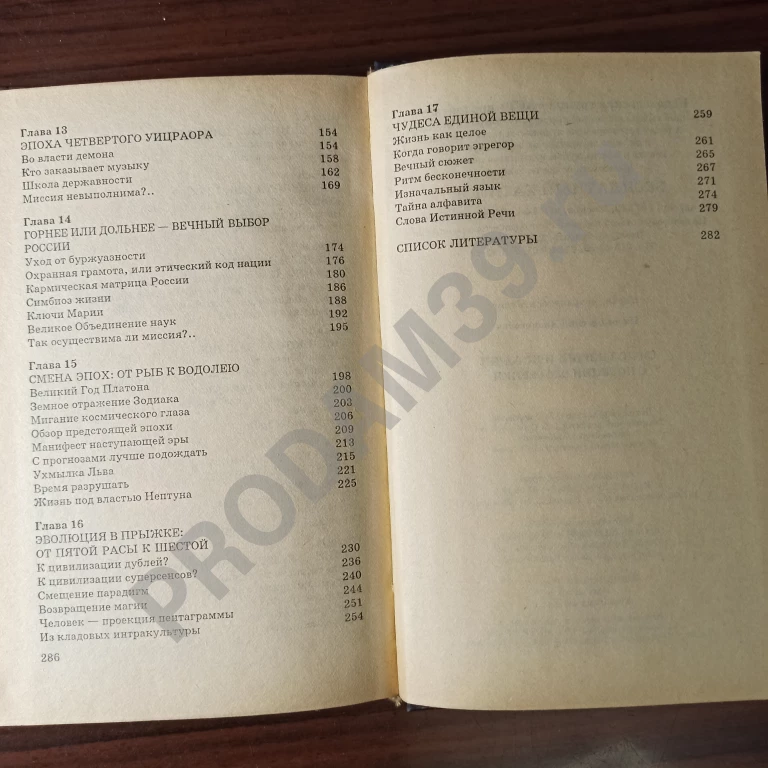 Глава 13
ЭПОХА ЧЕТВЕРТОГО УИЦРАОРА 154
Во власти демона 154
Кто заказывает музыку 158
Школа державности 162
Миссия невыполнима?.. 169
Глава 14
ГОРНЕЕ ИЛИ ДОЛЬНЕЕ — ВЕЧНЫЙ ВЫБОР
РОССИИ
Уход от буржуазности 174
Охранная грамота, или этический код нации 176
Кармическая матрица России 180
Симбиоз жизни 186
Ключи Марии 188
Великое Объединение наук 192
Так осуществима ли миссия?.. 195
Глава 15
СМЕНА ЭПОХ: ОТ РЫБ К ВОДОЛЕЮ
Великий Год Платона 198
Земное отражение Зодиака 200
Мигание космического глаза 203
Обзор предстоящей эпохи 206
Манифест наступающей эры 209
С прогнозами лучше подождать 213
Ухмылка Льва 215
Время разрушать 221
Жизнь под властью Нептуна 225
Глава 16
ЭВОЛЮЦИЯ В ПРЫЖКЕ:
ОТ ПЯТОЙ РАСЫ К ШЕСТОЙ
К цивилизации дублей? 230
К цивилизации суперсенсов? 236
Смещение парадигм 240
Возвращение магии 244
Человек — проекция пентаграммы 251
Из кладовых интракультуры 254
286
Глава 17
ЧУДЕСА ЕДИНОЙ ВЕЩИ 259
Жизнь как целое
Когда говорит эгрегор 261
Вечный сюжет 265
Ритм бесконечности 267
Изначальный язык 271
Тайна алфавита 274
Слова Истинной Речи 279
СПИСОК ЛИТЕРАТУРЫ 282
PRODAM39.ru